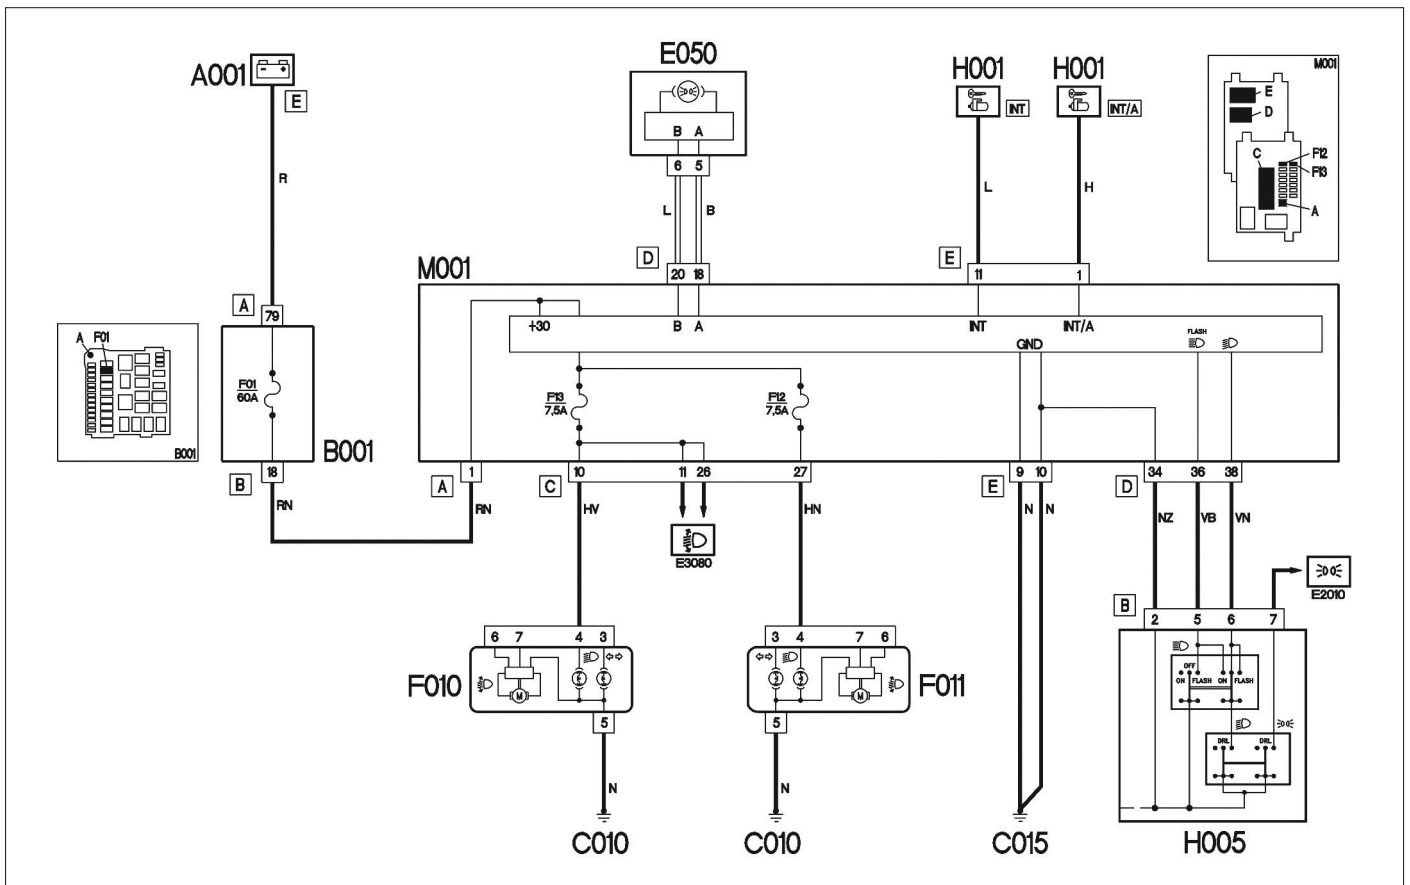 A001
E
R
A
79
F01
60A
A F01
B001
B001
B
18
RN
E050
B A
6 5
L B
D
20 18
H001 H001
INT INT/A
L H
E
11 1
M001
E
D
C
F12
F13
A
M001
+30
B A
INT INT/A
GND
FLASH
F13
7,5A
F12
7,5A
A
1
RN
C
10 11 26 27
HV
HN
E3080
E
9 10
N N
D
34 36 38
NZ VB VN
E2010
6 7 4 3
F010
M
5
N
C010
3 4 7 6
F011
M
5
N
C010
C015
B
2 5 6 7
OFF
ON FLASH ON FLASH
DRL DRL
H005